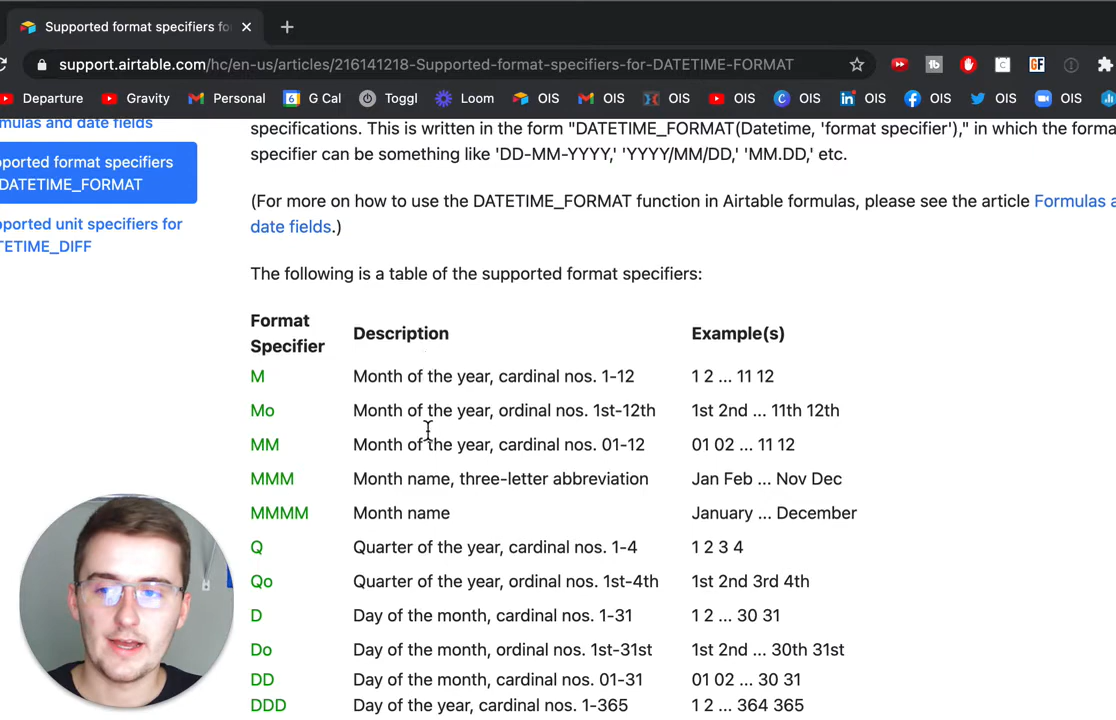 Supported format specifiers fo
support.airtable.com/hc/en-us/articles/216141218-Supported-format-specifiers-for-DATETIME-FORMAT
Departure Gravity Personal G Cal Toggl Loom OIS OIS OIS OIS OIS OIS OIS OIS OIS OIS
mulas and date fields
pported format specifiers
DATETIME_FORMAT
pported unit specifiers for
TETIME_DIFF
specifications. This is written in the form "DATETIME_FORMAT(Datetime, 'format specifier')," in which the forma
specifier can be something like 'DD-MM-YYYY,' 'YYYY/MM/DD,' 'MM.DD,' etc.
(For more on how to use the DATETIME_FORMAT function in Airtable formulas, please see the article Formulas a
date fields.)
The following is a table of the supported format specifiers:
Format Specifier Description Example(s)
M Month of the year, cardinal nos. 1-12 1 2 ... 11 12
Mo Month of the year, ordinal nos. 1st-12th 1st 2nd ... 11th 12th
MM Month of the year, cardinal nos. 01-12 01 02 ... 11 12
MMM Month name, three-letter abbreviation Jan Feb ... Nov Dec
MMMM Month name January ... December
Q Quarter of the year, cardinal nos. 1-4 1 2 3 4
Qo Quarter of the year, ordinal nos. 1st-4th 1st 2nd 3rd 4th
D Day of the month, cardinal nos. 1-31 1 2 ... 30 31
Do Day of the month, ordinal nos. 1st-31st 1st 2nd ... 30th 31st
DD Day of the month, cardinal nos. 01-31 01 02 ... 30 31
DDD Day of the year, cardinal nos. 1-365 1 2 ... 364 365